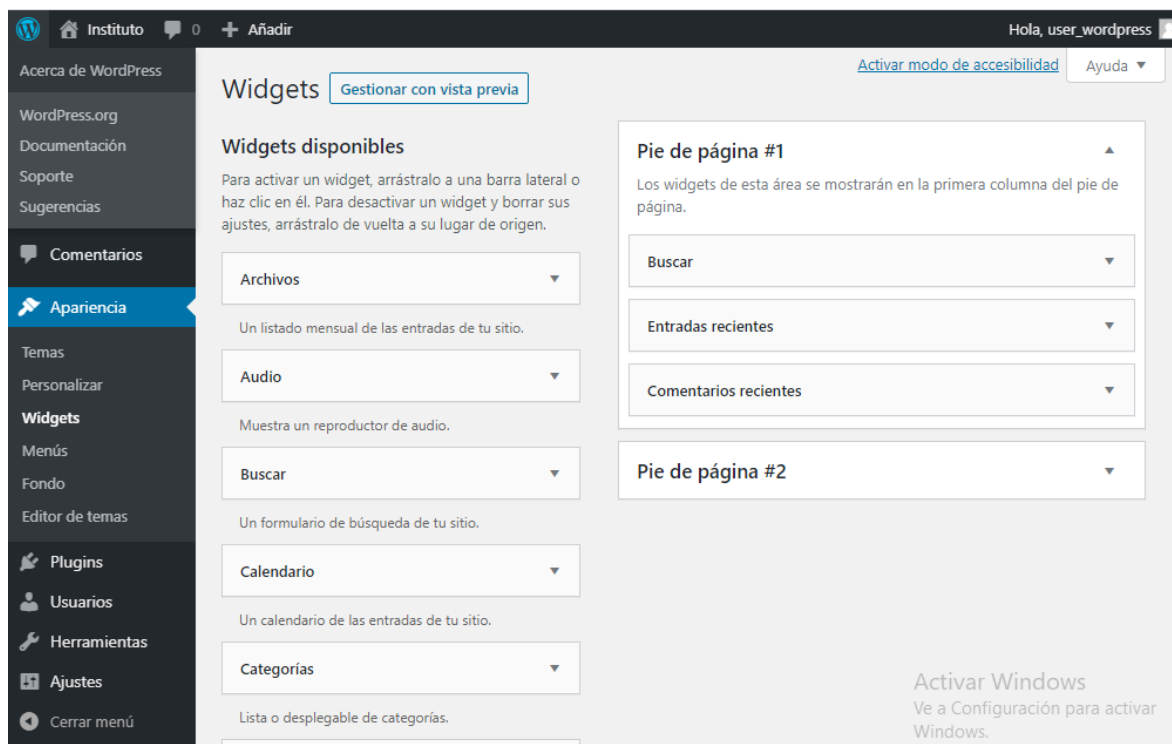 Instituto
0
Añadir
Hola, user_wordpress
Acerca de WordPress
WordPress.org
Documentación
Soporte
Sugerencias
Comentarios
Apariencia
Temas
Personalizar
Widgets
Menús
Fondo
Editor de temas
Plugins
Usuarios
Herramientas
Ajustes
Cerrar menú
Activar modo de accesibilidad
Ayuda
Widgets
Gestionar con vista previa
Widgets disponibles
Para activar un widget, arrástralo a una barra lateral o
haz clic en él. Para desactivar un widget y borrar sus
ajustes, arrástralo de vuelta a su lugar de origen.
Archivos
Un listado mensual de las entradas de tu sitio.
Audio
Muestra un reproductor de audio.
Buscar
Un formulario de búsqueda de tu sitio.
Calendario
Un calendario de las entradas de tu sitio.
Categorías
Lista o desplegable de categorías.
Pie de página #1
Los widgets de esta área se mostrarán en la primera columna del pie de
página.
Buscar
Entradas recientes
Comentarios recientes
Pie de página #2
Activar Windows
Ve a Configuración para activar
Windows.